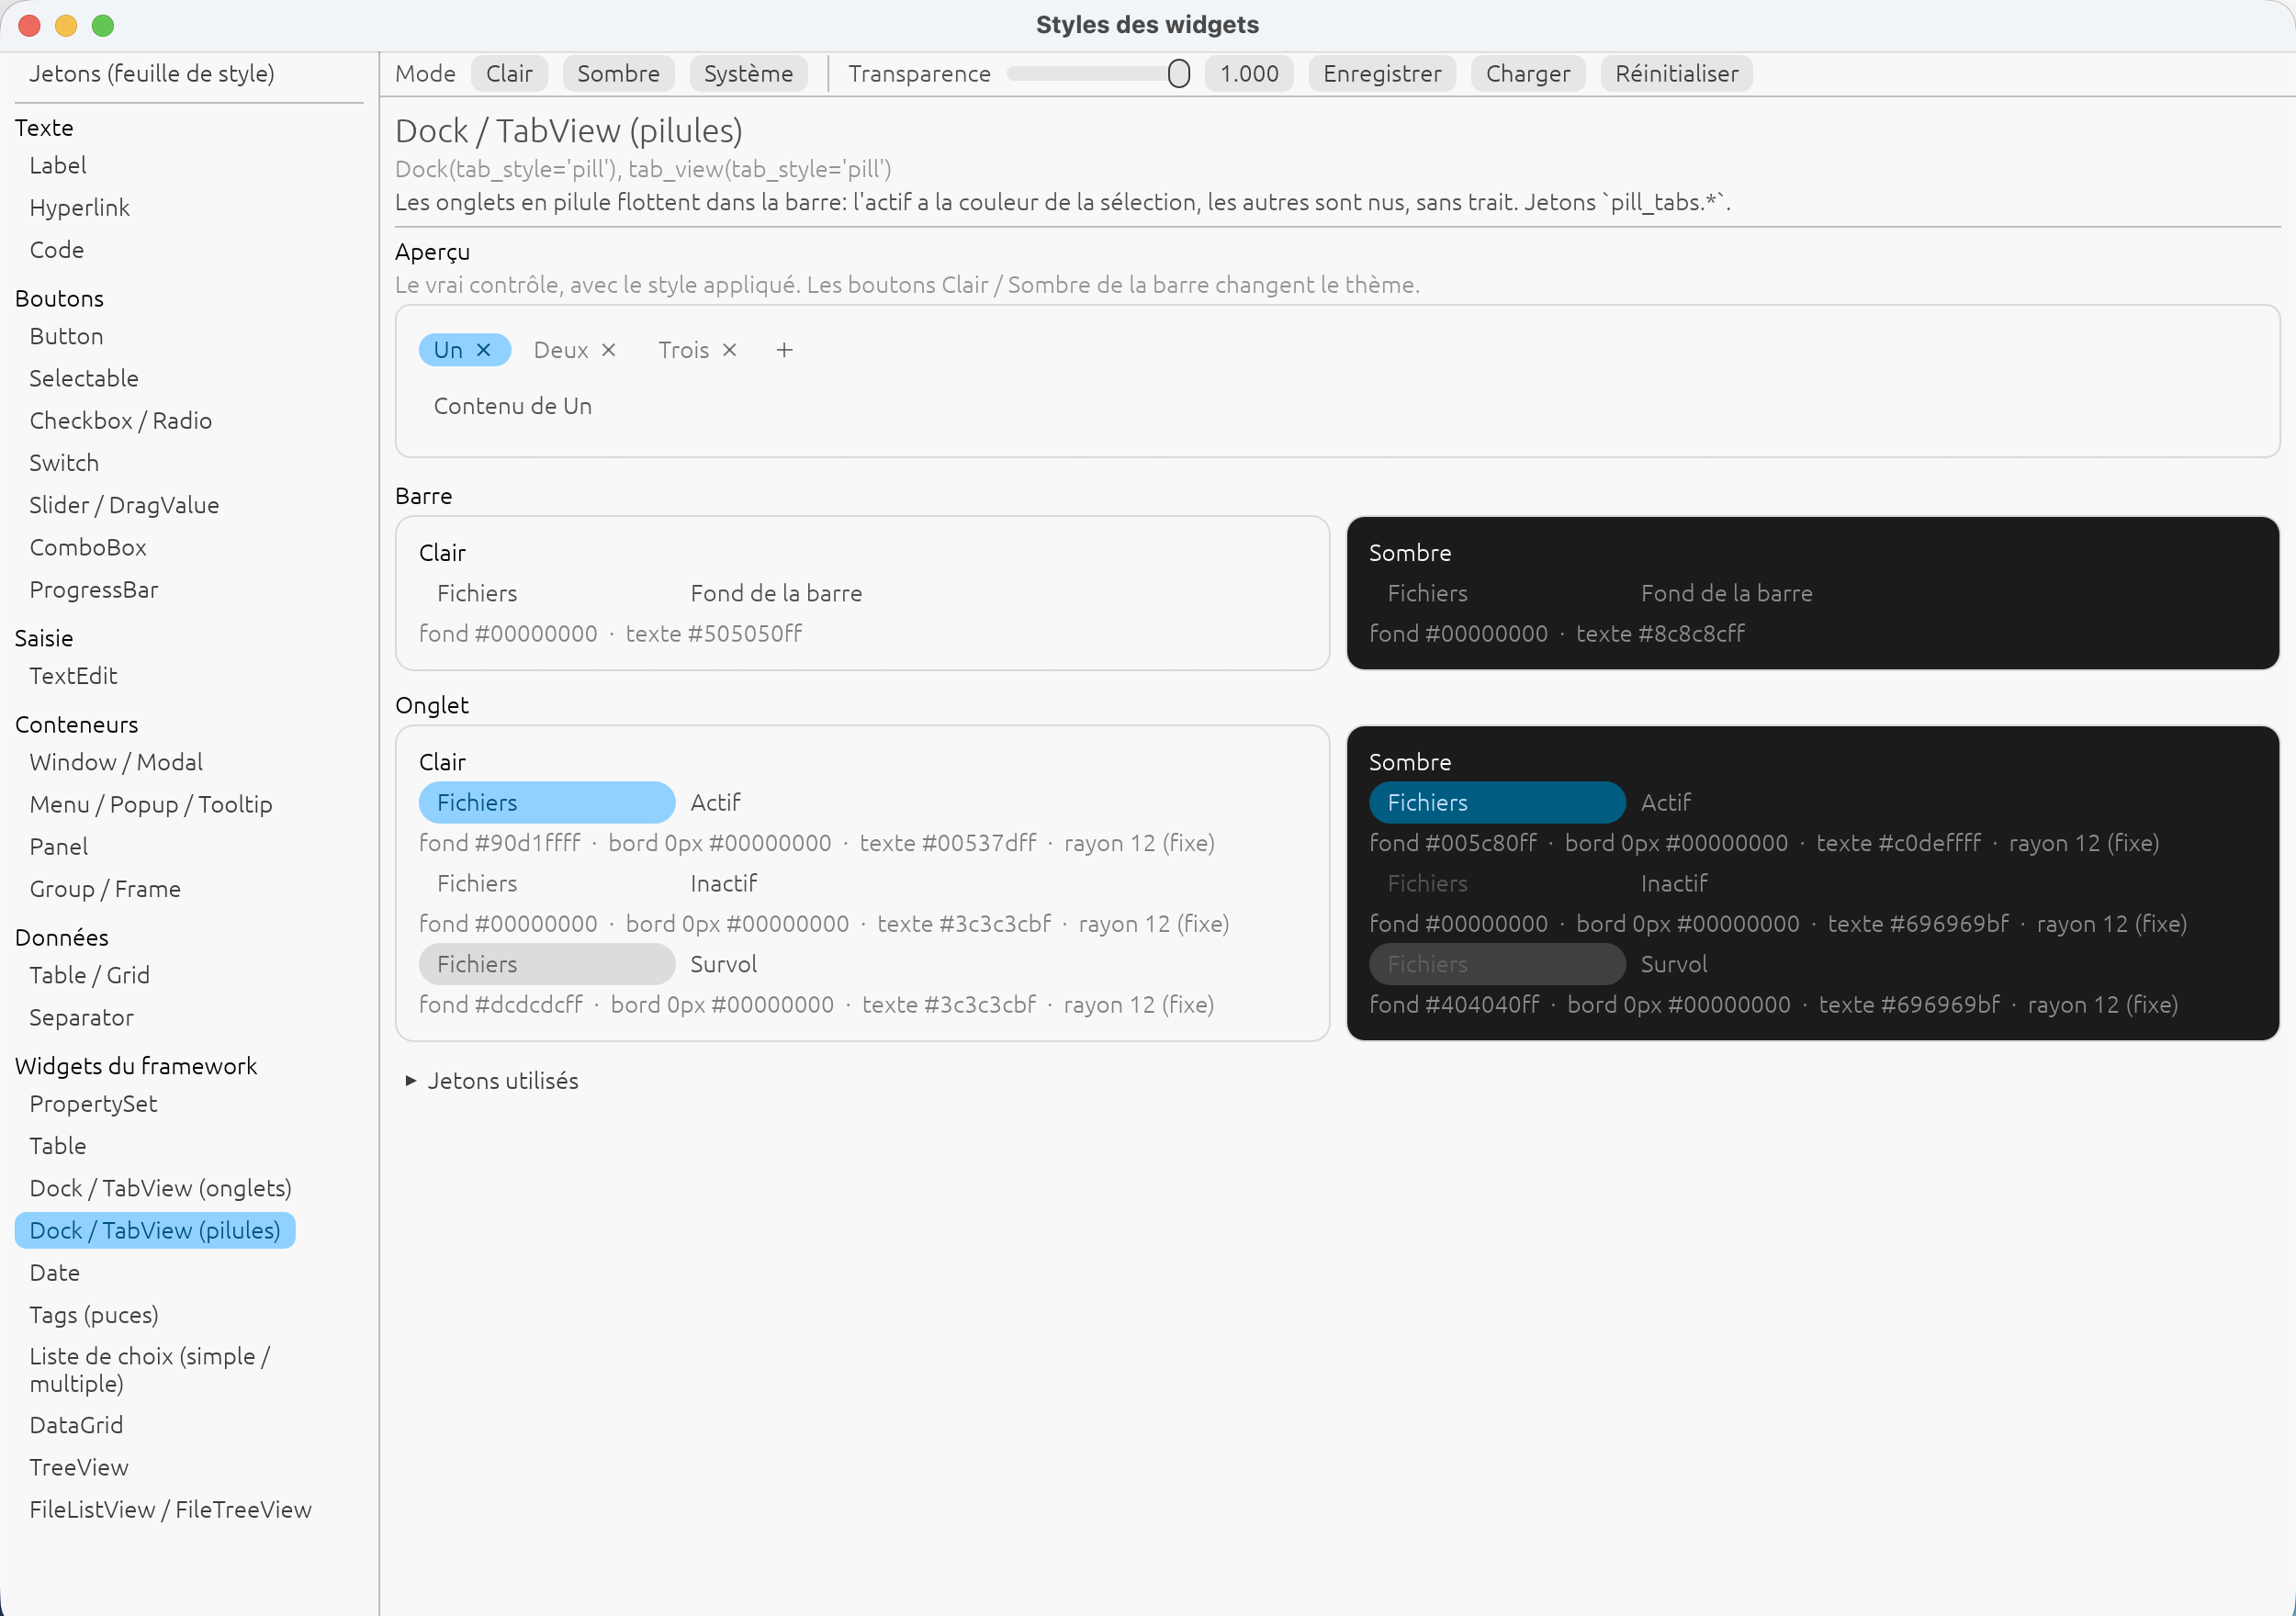 Styles des widgets
Jetons (feuille de style)
Texte
Label
Hyperlink
Code
Boutons
Button
Selectable
Checkbox / Radio
Switch
Slider / DragValue
ComboBox
ProgressBar
Saisie
TextEdit
Conteneurs
Window / Modal
Menu / Popup / Tooltip
Panel
Group / Frame
Données
Table / Grid
Separator
Widgets du framework
PropertySet
Table
Dock / TabView (onglets)
Dock / TabView (pilules)
Date
Tags (puces)
Liste de choix (simple /
multiple)
DataGrid
TreeView
FileListView / FileTreeView
Mode Clair Sombre Système Transparence 1.000 Enregistrer Charger Réinitialiser
Dock / TabView (pilules)
Dock(tab_style='pill'), tab_view(tab_style='pill')
Les onglets en pilule flottent dans la barre: l'actif a la couleur de la sélection, les autres sont nus, sans trait. Jetons `pill_tabs.*`.
Aperçu
Le vrai contrôle, avec le style appliqué. Les boutons Clair / Sombre de la barre changent le thème.
Un × Deux × Trois × +
Contenu de Un
Barre
Clair
Fichiers Fond de la barre
fond #00000000 · texte #505050ff
Sombre
Fichiers Fond de la barre
fond #00000000 · texte #8c8c8cff
Onglet
Clair
Fichiers Actif
fond #90d1ffff · bord 0px #00000000 · texte #00537dff · rayon 12 (fixe)
Fichiers Inactif
fond #00000000 · bord 0px #00000000 · texte #3c3c3cbf · rayon 12 (fixe)
Fichiers Survol
fond #dcdcdcff · bord 0px #00000000 · texte #3c3c3cbf · rayon 12 (fixe)
Sombre
Fichiers Actif
fond #005c80ff · bord 0px #00000000 · texte #c0deffff · rayon 12 (fixe)
Fichiers Inactif
fond #00000000 · bord 0px #00000000 · texte #696969bf · rayon 12 (fixe)
Fichiers Survol
fond #404040ff · bord 0px #00000000 · texte #696969bf · rayon 12 (fixe)
Jetons utilisés